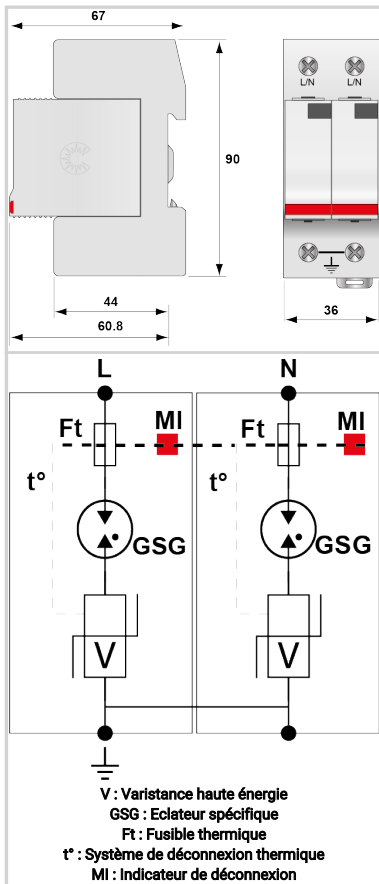 67
L/N L/N
90
44
60.8
36
L N
Ft MI Ft MI
t° t°
GSG GSG
V V
V : Varistance haute énergie
GSG : Eclateur spécifique
Ft : Fusible thermique
t° : Système de déconnexion thermique
MI : Indicateur de déconnexion